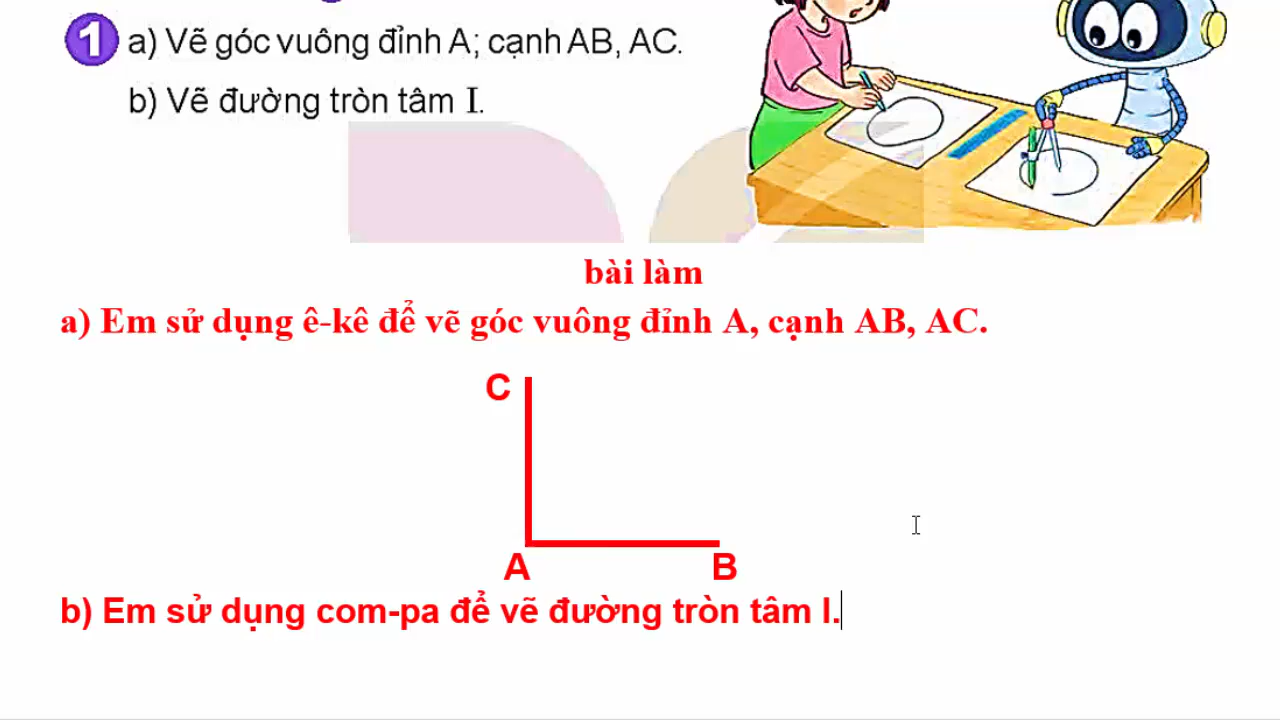 1 a) Vẽ góc vuông đỉnh A; cạnh AB, AC.
b) Vẽ đường tròn tâm I.
bài làm
a) Em sử dụng ê-kê để vẽ góc vuông đỉnh A, cạnh AB, AC.
C
A B
b) Em sử dụng com-pa để vẽ đường tròn tâm I.